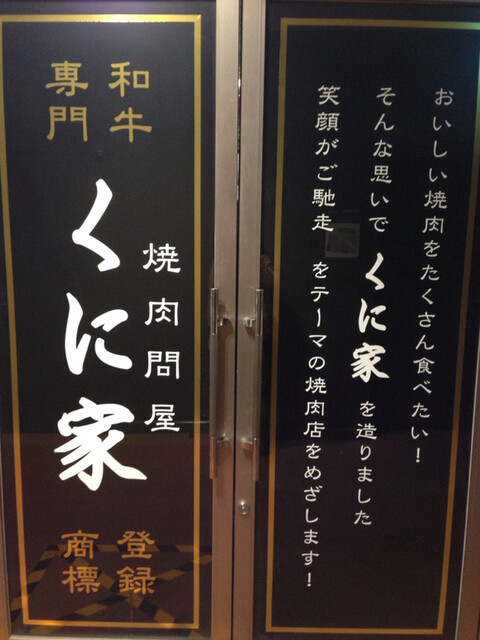 和牛
専門
焼肉問屋
くに家
登録
商標
おいしい焼肉をたくさん食べたい！
そんな思いで くに家 を造りました
笑顔がご馳走 をテーマの焼肉店をめざします！